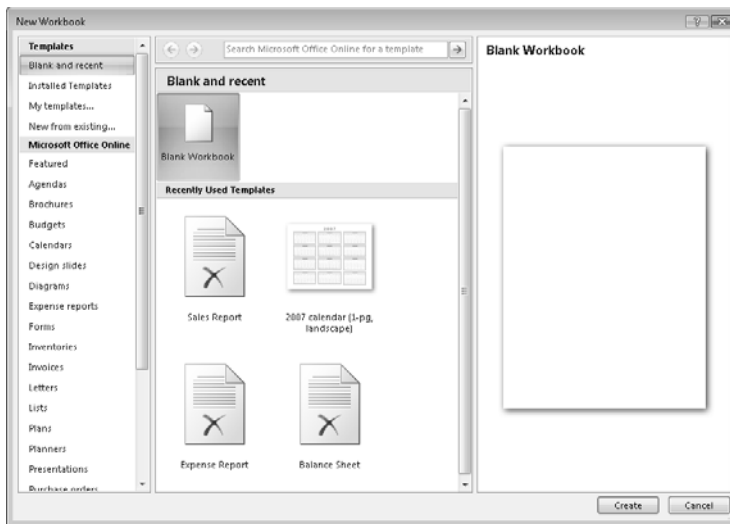 New Workbook
Templates
Blank and recent
Installed Templates
My templates...
New from existing...
Microsoft Office Online
Featured
Agendas
Brochures
Budgets
Calendars
Design slides
Diagrams
Expense reports
Forms
Inventories
Invoices
Letters
Lists
Plans
Planners
Presentations
Purchase orders
Search Microsoft Office Online for a template
Blank and recent
Blank Workbook
Recently Used Templates
Sales Report
2007 calendar (1-pg,
landscape)
Expense Report
Balance Sheet
Blank Workbook
Create
Cancel